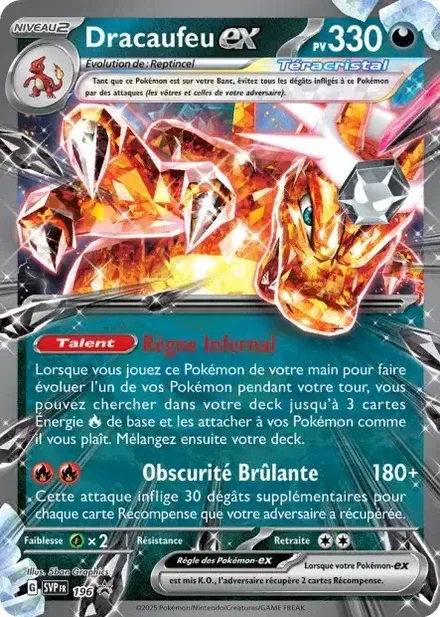 NIVEAU2 Dracaufeu ex PV330
Évolution de : Reptincel Téracristal
Tant que ce Pokémon est sur votre Banc, évitez tous les dégâts infligés à ce Pokémon
par des attaques (les vôtres et celles de votre adversaire).
Talent Règne Infernal
Lorsque vous jouez ce Pokémon de votre main pour faire
évoluer l'un de vos Pokémon pendant votre tour, vous
pouvez chercher dans votre deck jusqu'à 3 cartes
Énergie de base et les attacher à vos Pokémon comme
il vous plaît. Mélangez ensuite votre deck.
Obscurité Brûlante 180+
Cette attaque inflige 30 dégâts supplémentaires pour
chaque carte Récompense que votre adversaire a récupérée.
Faiblesse ×2 Résistance Retraite
Illus. 5ban Graphics
Règle des Pokémon-ex Lorsque votre Pokémon-ex
est mis K.O., l'adversaire récupère 2 cartes Récompense.
G SVP FR 196
©2025 Pokémon/Nintendo/Creatures/GAME FREAK